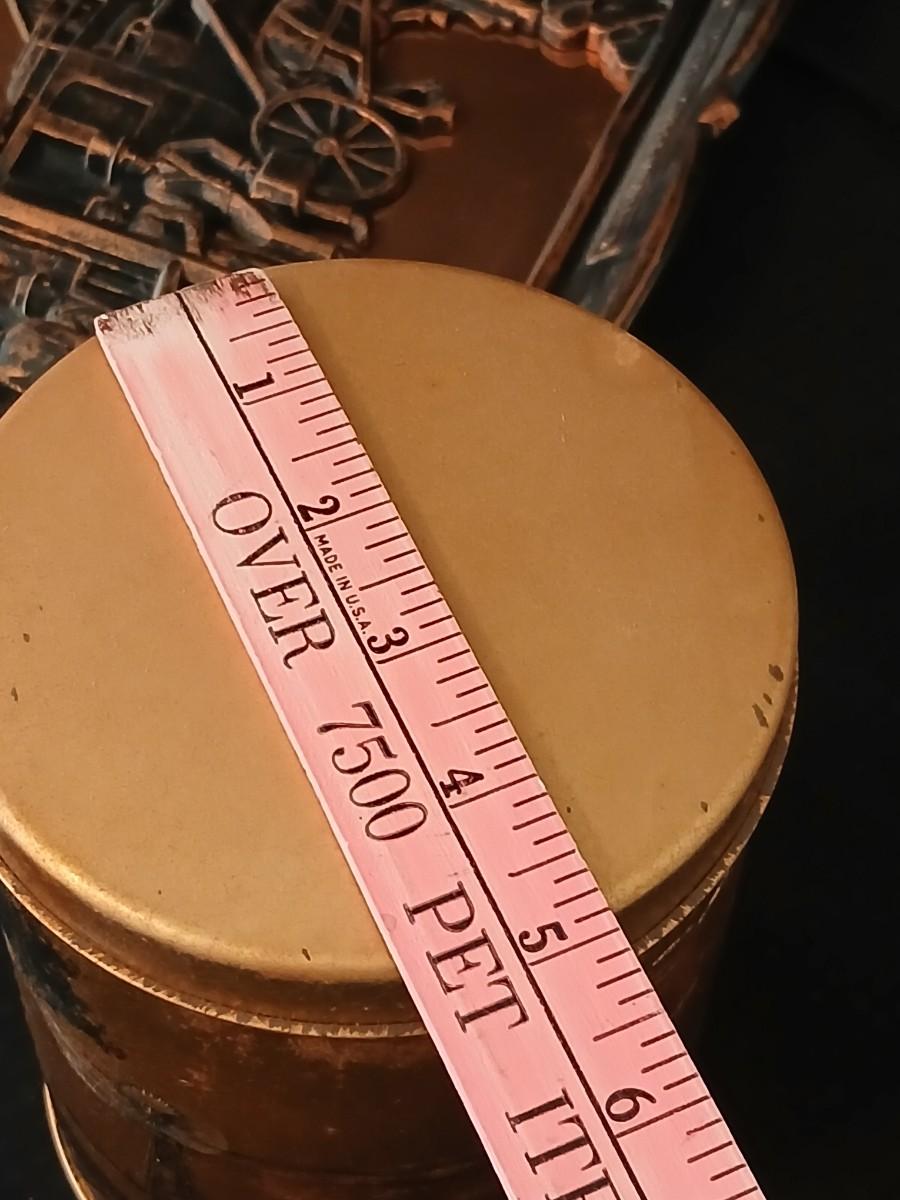 1 2 3 4 5 6
MADE IN U.S.A.
OVER 7500 PET